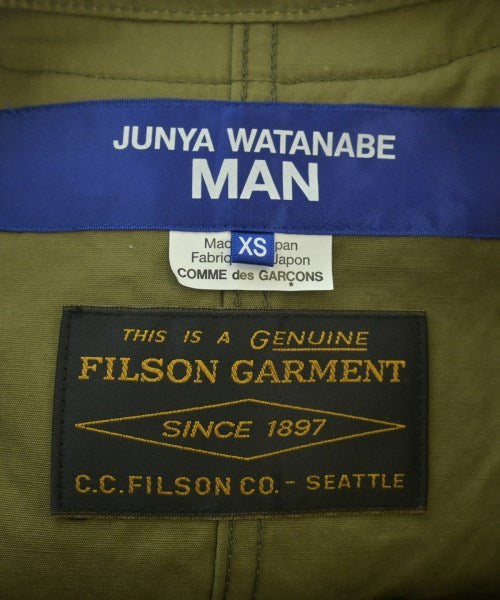 JUNYA WATANABE
MAN
XS
Mad pan
Fabriq Japon
COMME des GARÇONS
THIS IS A GENUINE
FILSON GARMENT
SINCE 1897
C.C. FILSON CO. - SEATTLE